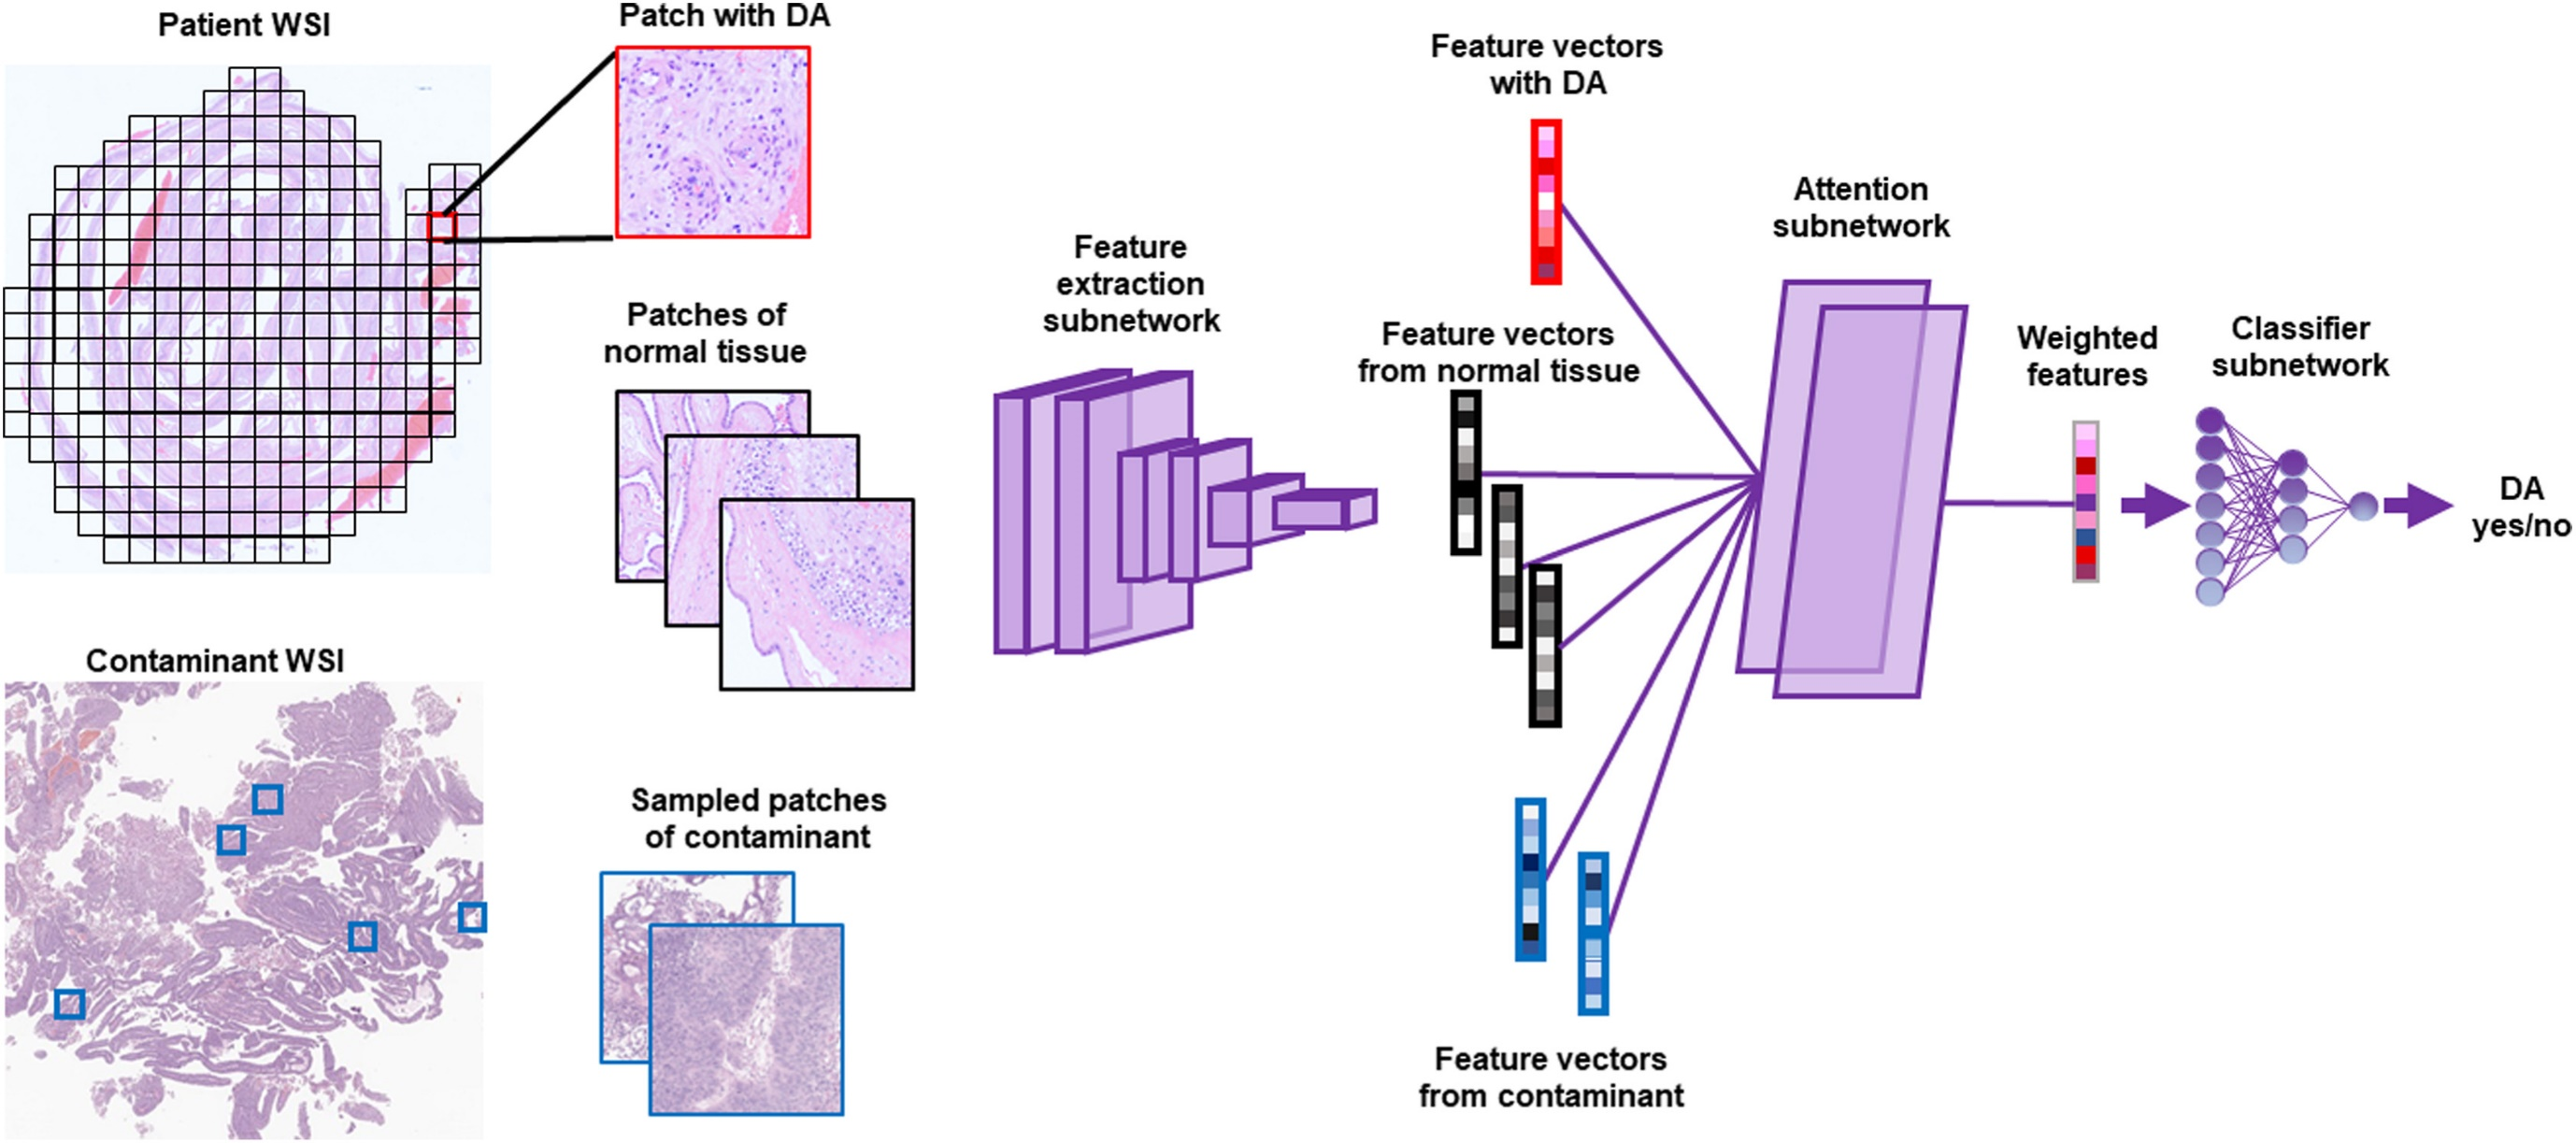 Patient WSI
Patch with DA
Patches of
normal tissue
Contaminant WSI
Sampled patches
of contaminant
Feature
extraction
subnetwork
Feature vectors
with DA
Feature vectors
from normal tissue
Feature vectors
from contaminant
Attention
subnetwork
Weighted
features
Classifier
subnetwork
DA
yes/no